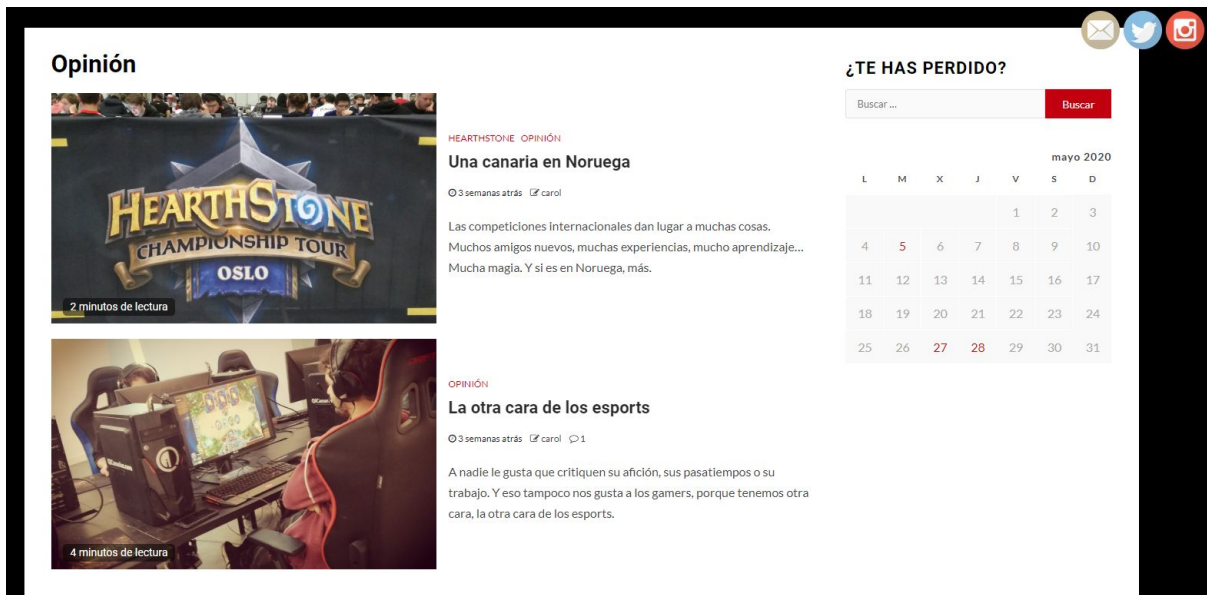 Opinión
HEARTHSTONE
CHAMPIONSHIP TOUR
OSLO
2 minutos de lectura
HEARTHSTONE OPINIÓN
Una canaria en Noruega
3 semanas atrás carol
Las competiciones internacionales dan lugar a muchas cosas.
Muchos amigos nuevos, muchas experiencias, mucho aprendizaje...
Mucha magia. Y si es en Noruega, más.
4 minutos de lectura
OPINIÓN
La otra cara de los esports
3 semanas atrás carol 1
A nadie le gusta que critiquen su afición, sus pasatiempos o su
trabajo. Y eso tampoco nos gusta a los gamers, porque tenemos otra
cara, la otra cara de los esports.
¿TE HAS PERDIDO?
Buscar ... Buscar
mayo 2020
L M X J V S D
1 2 3
4 5 6 7 8 9 10
11 12 13 14 15 16 17
18 19 20 21 22 23 24
25 26 27 28 29 30 31